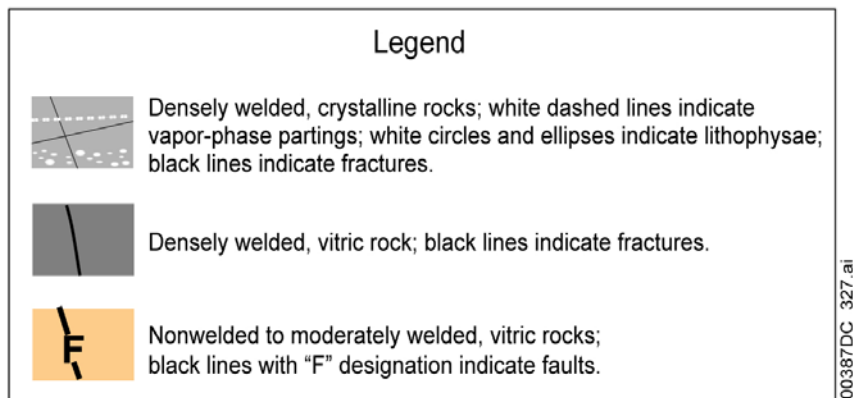 Legend
Densely welded, crystalline rocks; white dashed lines indicate
vapor-phase partings; white circles and ellipses indicate lithophysae;
black lines indicate fractures.
Densely welded, vitric rock; black lines indicate fractures.
F
Nonwelded to moderately welded, vitric rocks;
black lines with “F” designation indicate faults.
00387DC_327.ai